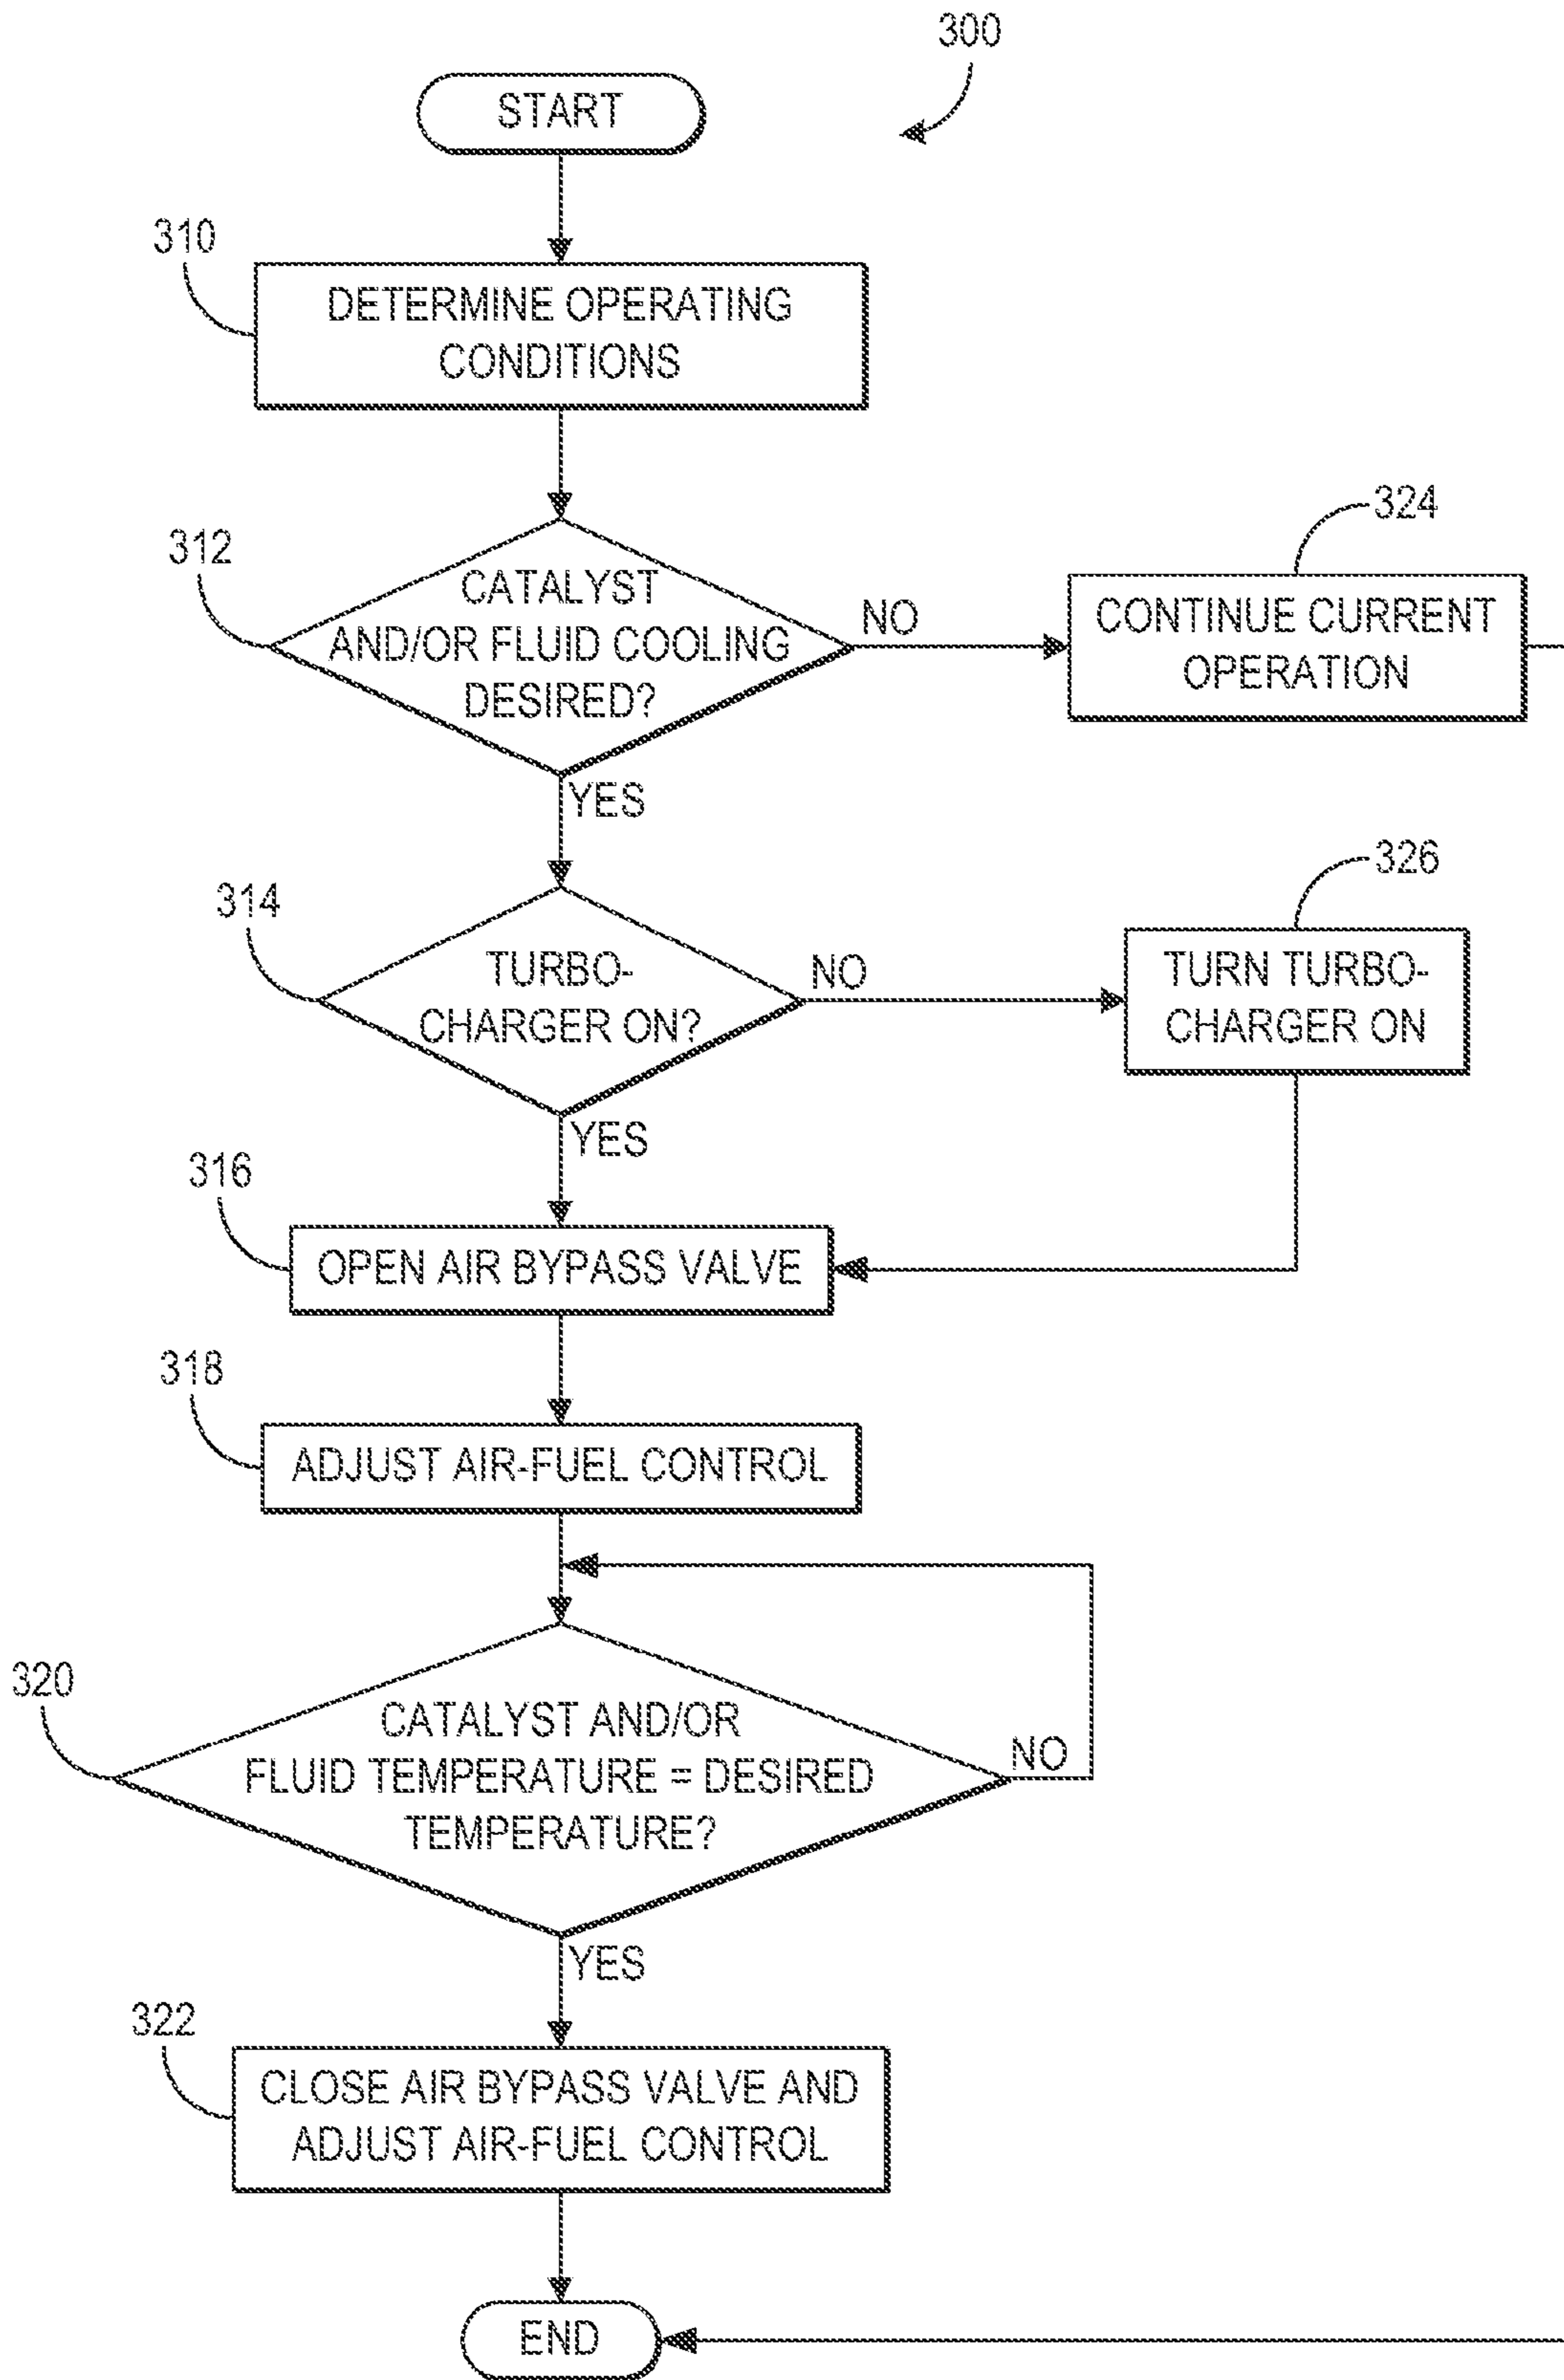 300
START
310
DETERMINE OPERATING
CONDITIONS
312
CATALYST
AND/OR FLUID COOLING
DESIRED?
NO
324
CONTINUE CURRENT
OPERATION
YES
314
TURBO-
CHARGER ON?
NO
326
TURN TURBO-
CHARGER ON
YES
316
OPEN AIR BYPASS VALVE
318
ADJUST AIR-FUEL CONTROL
320
CATALYST AND/OR
FLUID TEMPERATURE = DESIRED
TEMPERATURE?
NO
YES
322
CLOSE AIR BYPASS VALVE AND
ADJUST AIR-FUEL CONTROL
END